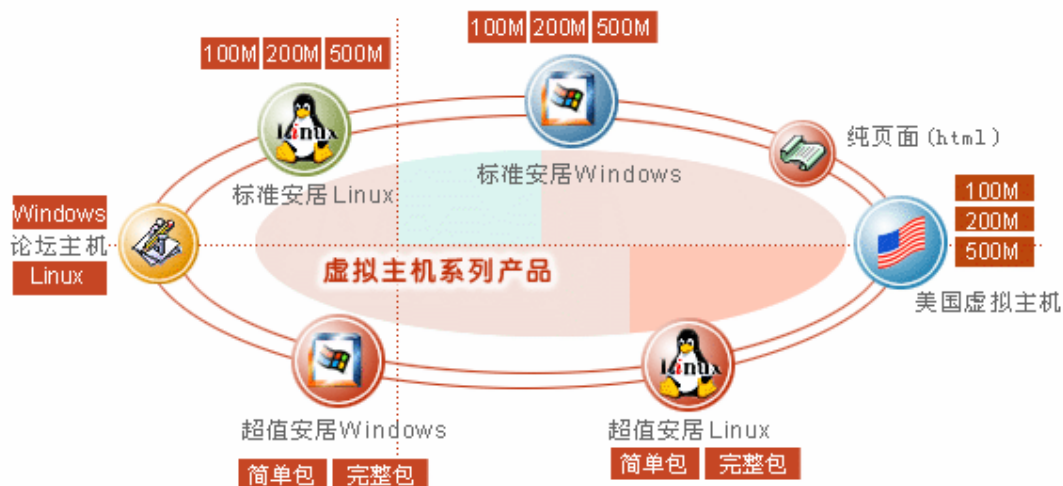 100M 200M 500M
100M 200M 500M
Linux
标准安居Linux
标准安居Windows
纯页面(html)
100M
200M
500M
美国虚拟主机
Windows
论坛主机
Linux
虚拟主机系列产品
超值安居Windows
简单包 完整包
Linux
超值安居Linux
简单包 完整包